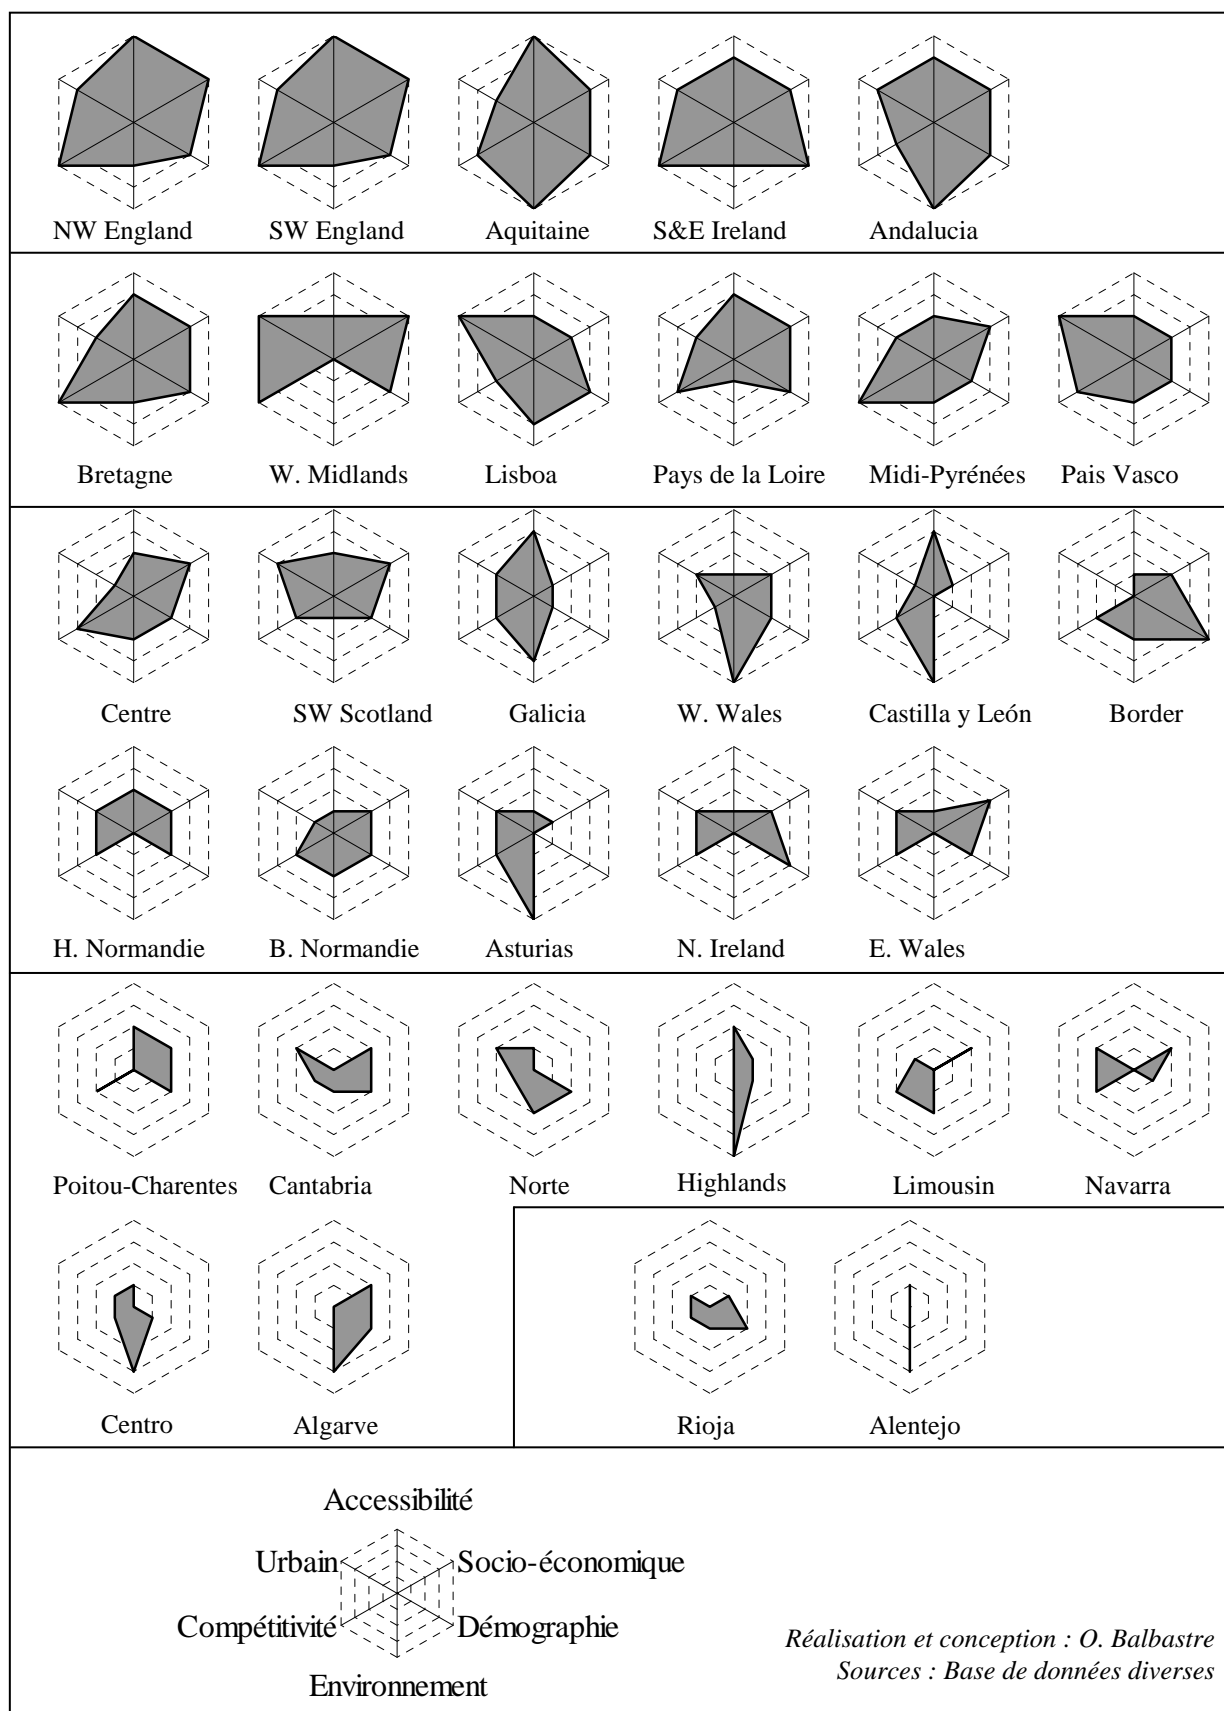 NW England SW England Aquitaine S&E Ireland Andalucia
Bretagne W. Midlands Lisboa Pays de la Loire Midi-Pyrénées Pais Vasco
Centre SW Scotland Galicia W. Wales Castilla y León Border
H. Normandie B. Normandie Asturias N. Ireland E. Wales
Poitou-Charentes Cantabria Norte Highlands Limousin Navarra
Centro Algarve Rioja Alentejo
Accessibilité
Urbain Socio-économique
Compétitivité Démographie
Environnement
Réalisation et conception : O. Balbastre
Sources : Base de données diverses